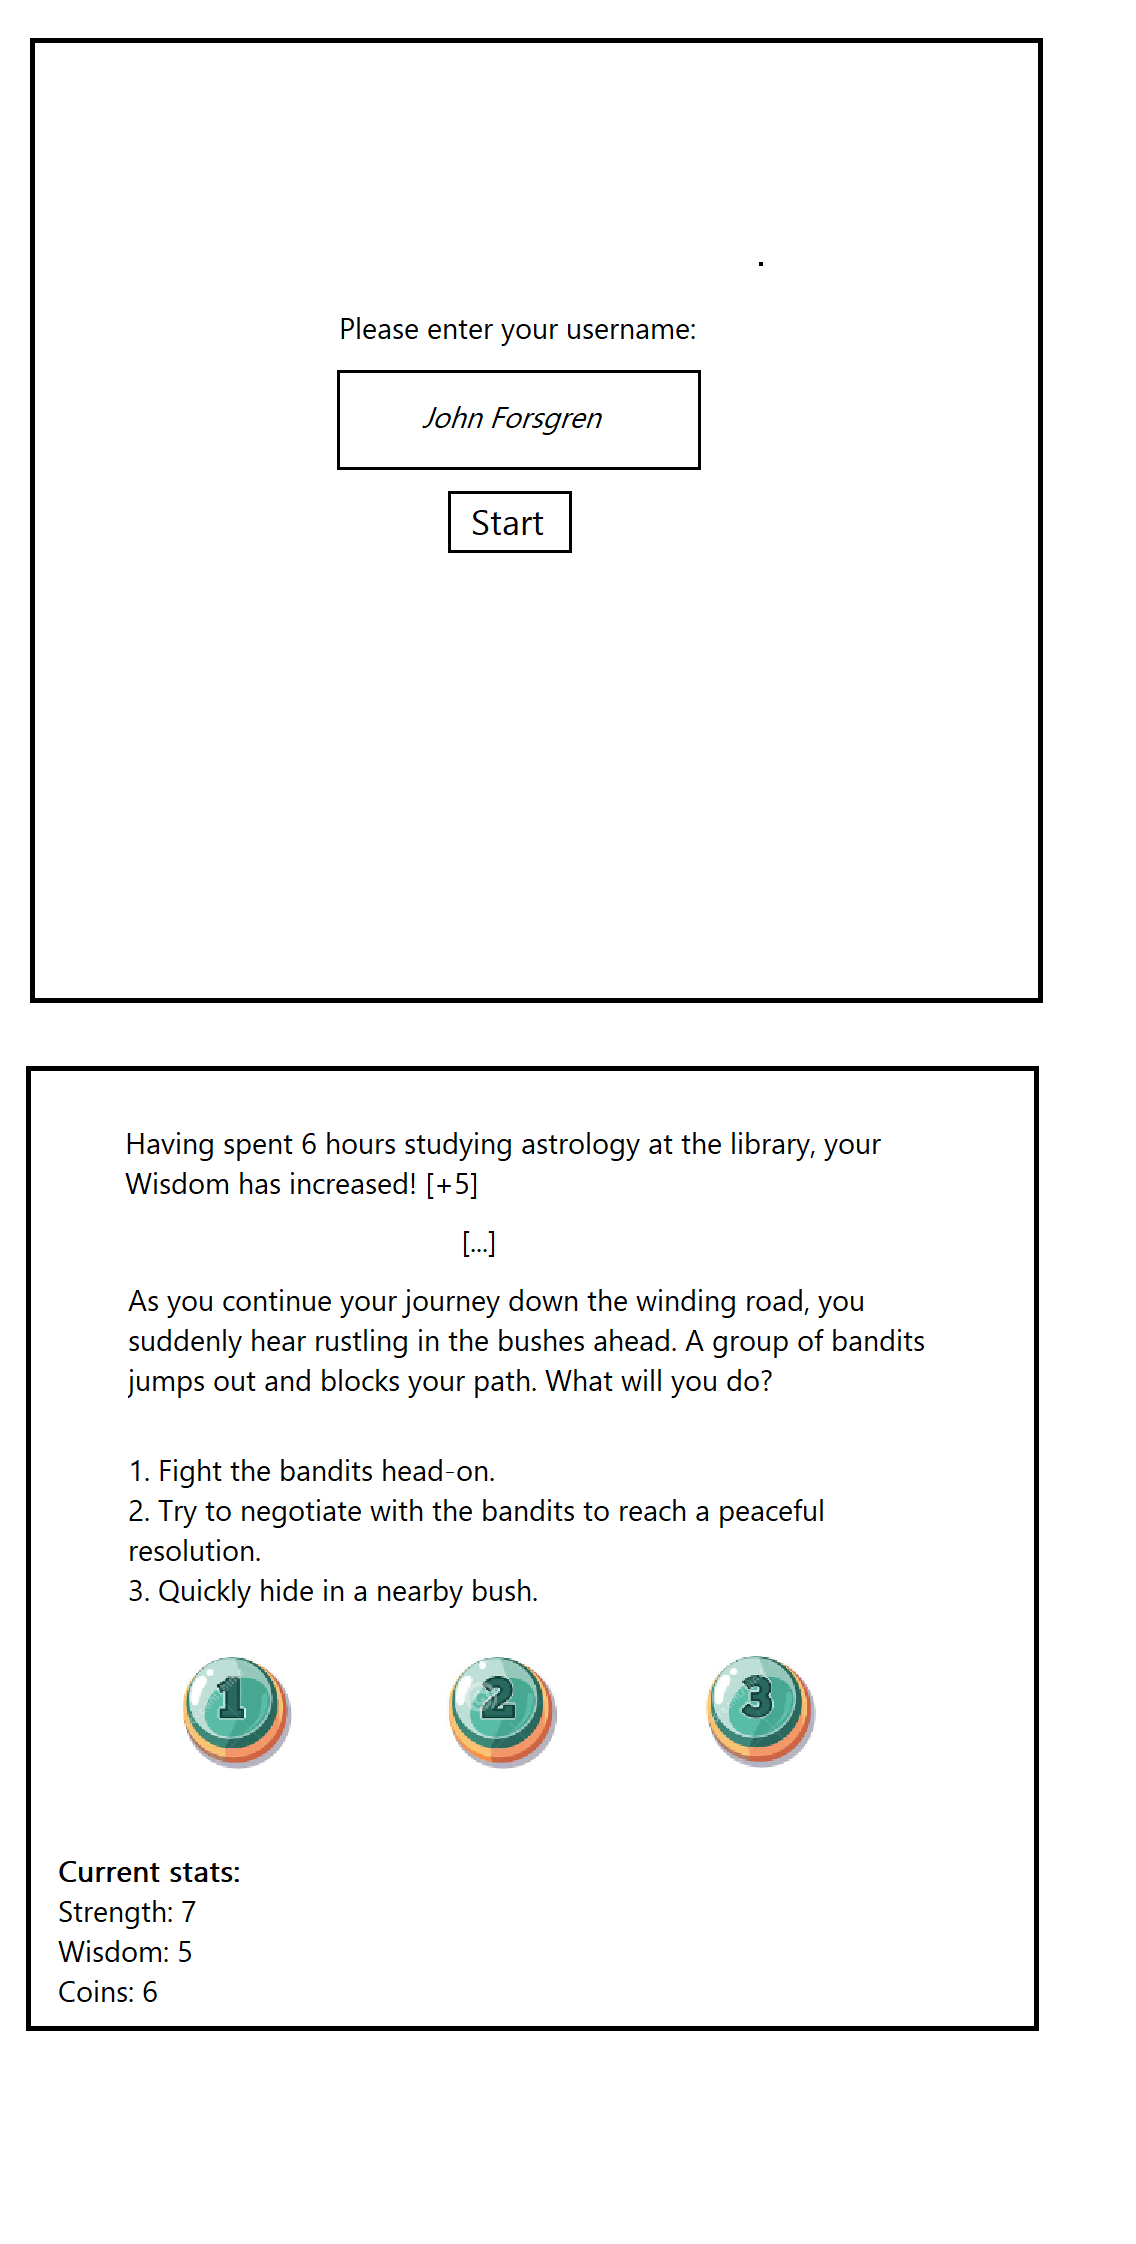 Please enter your username:
John Forsgren
Start
Having spent 6 hours studying astrology at the library, your
Wisdom has increased! [+5]
[...]
As you continue your journey down the winding road, you
suddenly hear rustling in the bushes ahead. A group of bandits
jumps out and blocks your path. What will you do?
1. Fight the bandits head-on.
2. Try to negotiate with the bandits to reach a peaceful
resolution.
3. Quickly hide in a nearby bush.
1 2 3
Current stats:
Strength: 7
Wisdom: 5
Coins: 6